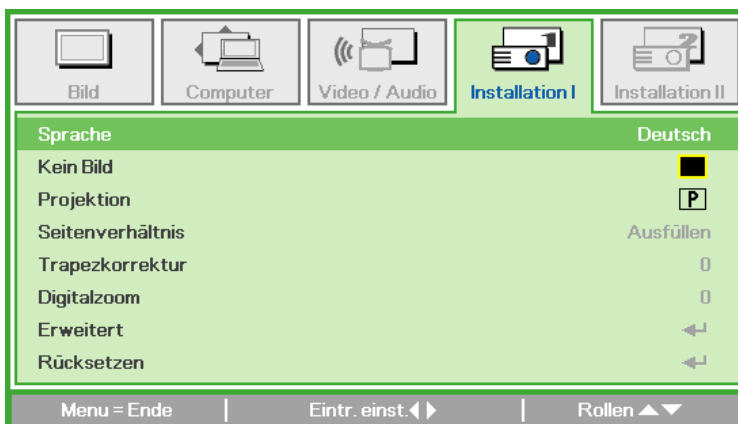 Bild Computer Video / Audio Installation I Installation II
Sprache Deutsch
Kein Bild
Projektion P
Seitenverhältnis Ausfüllen
Trapezkorrektur 0
Digitalzoom 0
Erweitert
Rücksetzen
Menu = Ende Eintr. einst. Rollen